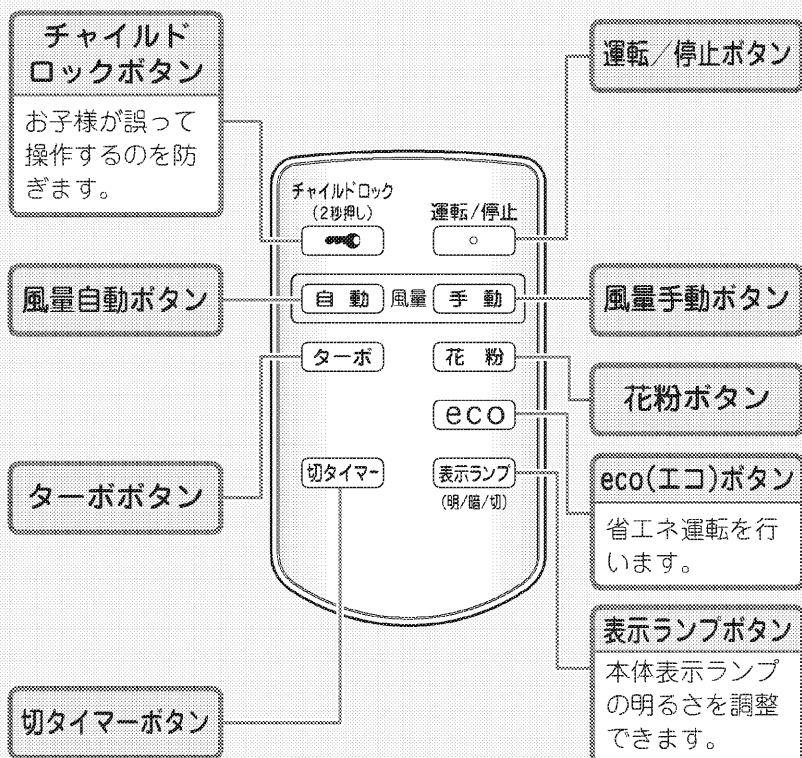 チャイルド
ロックボタン
お子様が誤って
操作するのを防
ぎます。
運転／停止ボタン
チャイルドロック
(2秒押し)
運転/停止
風量自動ボタン
自動 風量 手動
風量手動ボタン
ターボ 花粉
花粉ボタン
eco
ターボボタン
切タイマー
表示ランプ
(明/暗/切)
eco(エコ)ボタン
省エネ運転を行
います。
表示ランプボタン
本体表示ランプ
の明るさを調整
できます。
切タイマーボタン